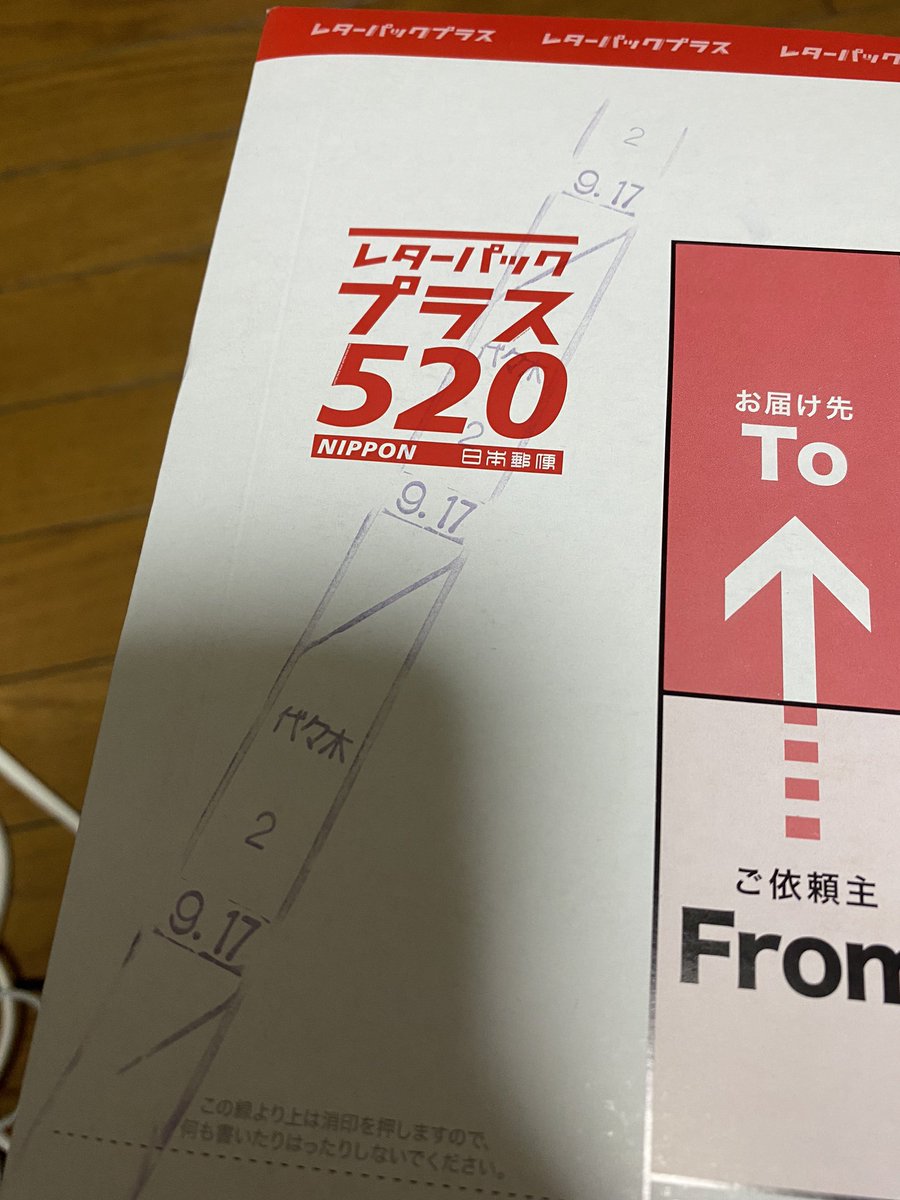 レターパックプラス レターパックプラス レターパック
2
9.17
レターパック
プラス
520
NIPPON 日本郵便
代々木
2
9.17
代々木
2
9.17
お届け先
To
ご依頼主
From
この線より上は消印を押しますので、
何も書いたりはったりしないでください。